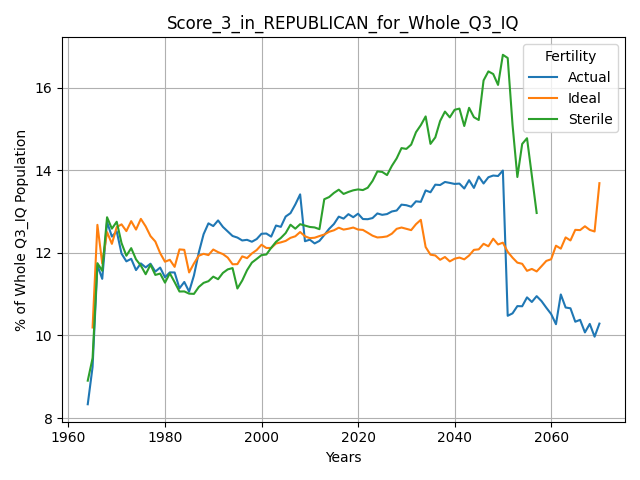 Score_3_in_REPUBLICAN_for_Whole_Q3_IQ
% of Whole Q3_IQ Population
16
14
12
10
8
Fertility
Actual
Ideal
Sterile
1960
1980
2000
2020
2040
2060
Years